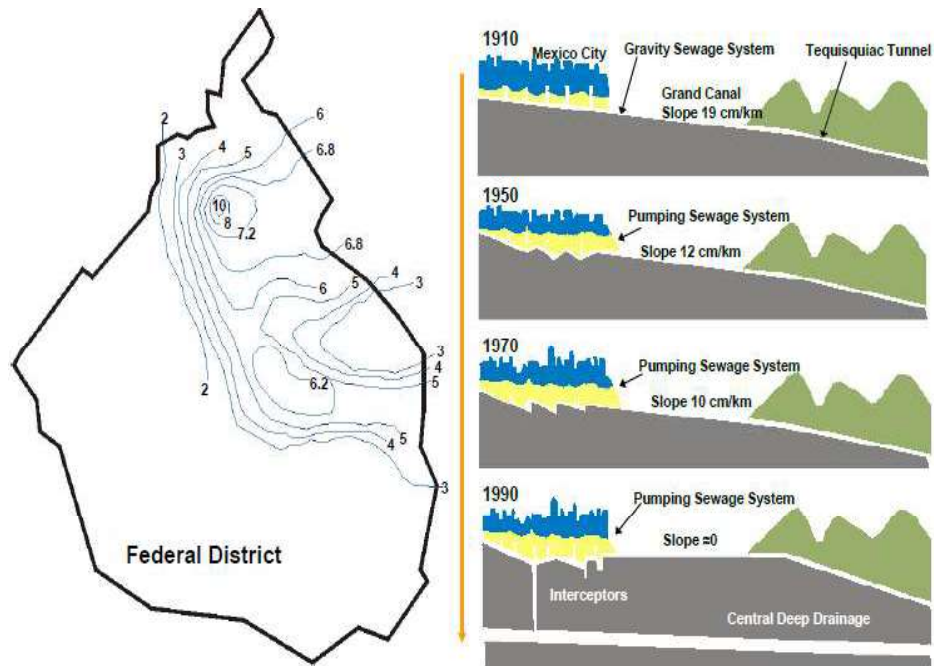 6
2
3
4
5
6.8
10
8
7.2
6.8
4
5
3
6
3
4
5
2
6.2
5
4
3
Federal District
1910
Mexico City
Gravity Sewage System
Tequisquiac Tunnel
Grand Canal
Slope 19 cm/km
1950
Pumping Sewage System
Slope 12 cm/km
1970
Pumping Sewage System
Slope 10 cm/km
1990
Pumping Sewage System
Slope ≈0
Interceptors
Central Deep Drainage